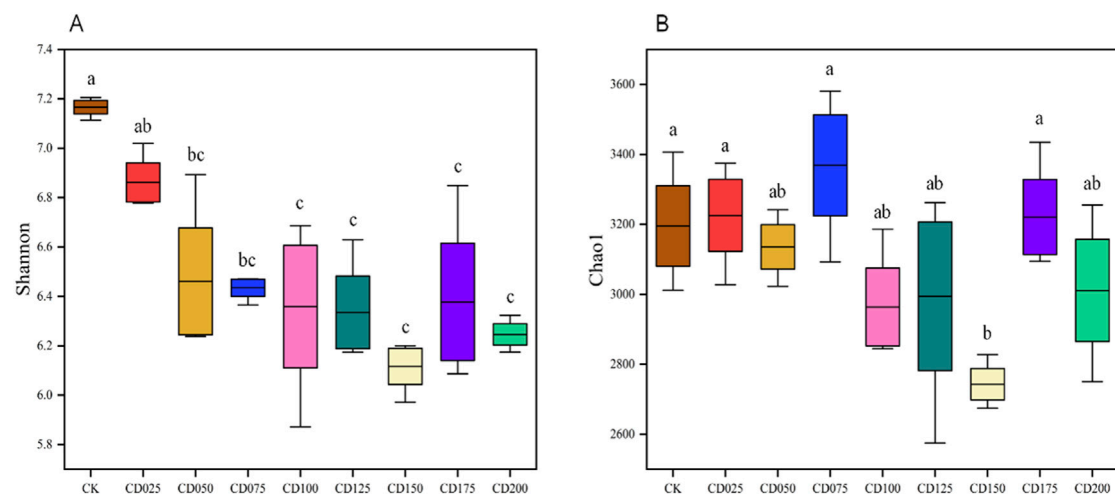 A
7.4
7.2
7.0
6.8
6.6
6.4
6.2
6.0
5.8
Shannon
a
ab
bc
bc
c
c
c
c
c
CK CD025 CD050 CD075 CD100 CD125 CD150 CD175 CD200
B
3600
3400
3200
3000
2800
2600
Chao1
a
a
ab
a
ab
ab
b
a
ab
CK CD025 CD050 CD075 CD100 CD125 CD150 CD175 CD200